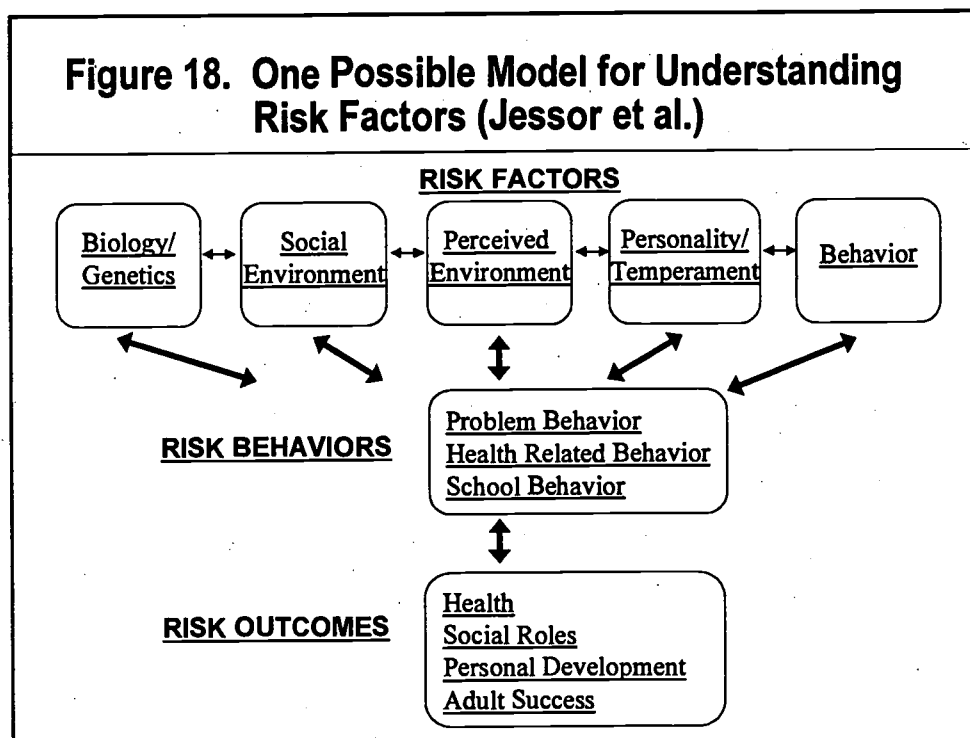 Figure 18. One Possible Model for Understanding
Risk Factors (Jessor et al.)
RISK FACTORS
Biology/
Genetics
Social
Environment
Perceived
Environment
Personality/
Temperament
Behavior
RISK BEHAVIORS
Problem Behavior
Health Related Behavior
School Behavior
RISK OUTCOMES
Health
Social Roles
Personal Development
Adult Success